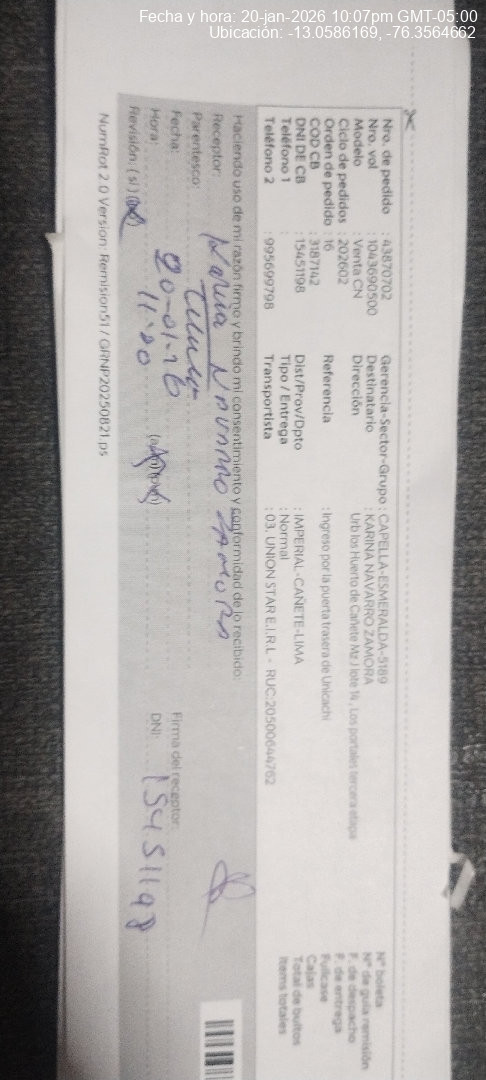 Fecha y hora: 20-jan-2026 10:07pm GMT-05:00
Ubicación: -13.0586169, -76.3564662
Nro. de pedido : 43870702
Nro. vol : 1043690500
Modelo : Venta CN
Ciclo de pedidos : 202602
Orden de pedido : 16
COD CB : 3187142
DNI DE CB : 15451198
Teléfono 1 :
Teléfono 2 : 995699798
Gerencia-Sector-Grupo : CAPELLA-ESMERALDA-5189
Destinatario : KARINA NAVARRO ZAMORA
Dirección : Urb los Huerto de Cañete Mz J lote 14 , Los portales tercera etapa
Referencia : Ingreso por la puerta trasera de Unicachi
Dist/Prov/Dpto : IMPERIAL-CAÑETE-LIMA
Tipo / Entrega : Normal
Transportista : 03. UNION STAR E.I.R.L - RUC:20500644762
N° boleta
N° de guía remisión
F. de despacho
F. de entrega
Fullcase
Cajas
Total de bultos
Items totales
Haciendo uso de mi razón firmo y brindo mi consentimiento y conformidad de lo recibido:
Receptor: Navarro Zamora
Parentesco: Titular
Fecha: 20-01-26
Hora: 11:20
Revisión: (si)
Firma del receptor:
DNI: 15451198
NumRot 2.0 Version: Remision51 / GRNP20250821.ps